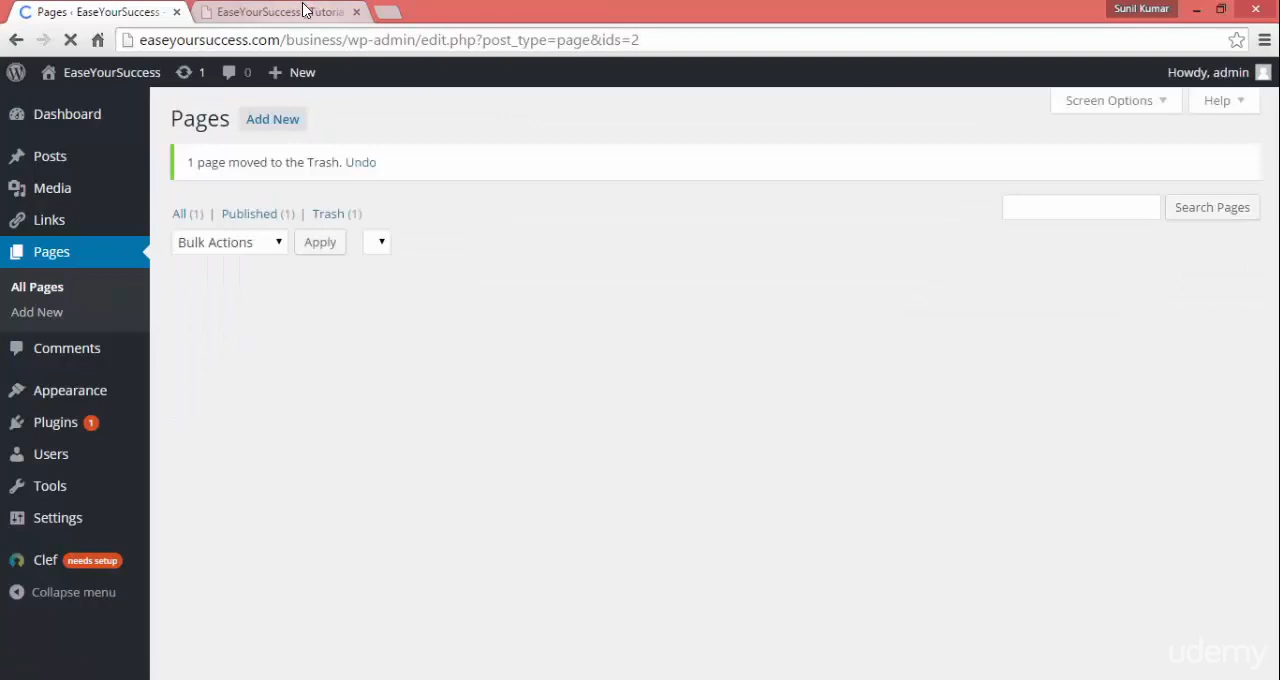 Pages ‹ EaseYourSuccess
EaseYourSuccess Tutoria
Sunil Kumar
easeyoursuccess.com/business/wp-admin/edit.php?post_type=page&ids=2
EaseYourSuccess 1 0 + New
Howdy, admin
Dashboard
Posts
Media
Links
Pages
All Pages
Add New
Comments
Appearance
Plugins 1
Users
Tools
Settings
Clef needs setup
Collapse menu
Screen Options
Help
Pages Add New
1 page moved to the Trash. Undo
All (1) | Published (1) | Trash (1)
Search Pages
Bulk Actions Apply
udemy